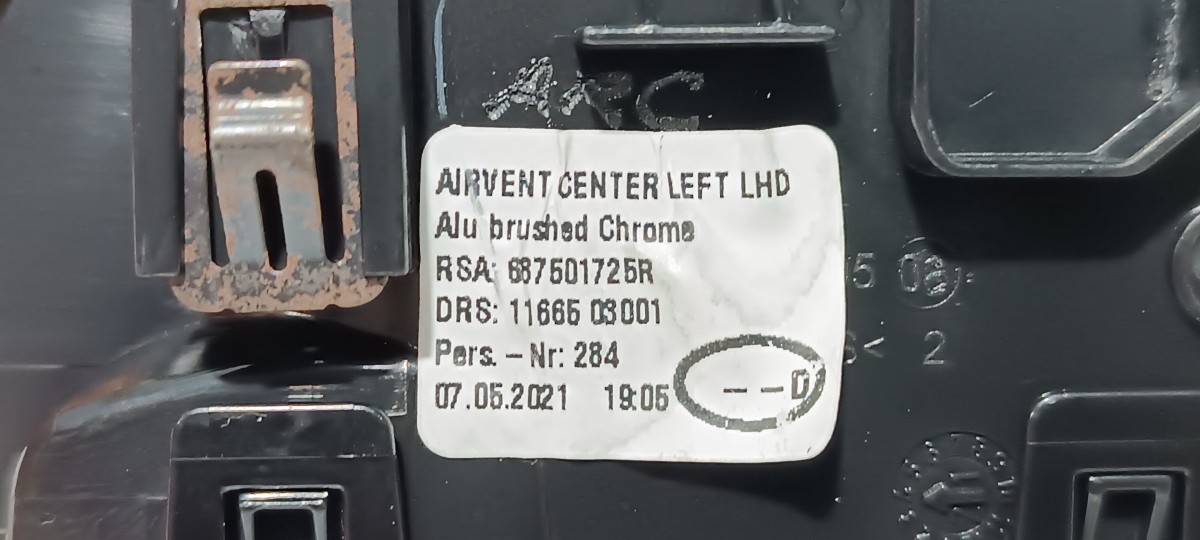 ARC
AIRVENT CENTER LEFT LHD
Alu brushed Chrome
RSA: 687501725R
DRS: 11665 03001
Pers. - Nr: 284
07.05.2021 19:05
--D
2